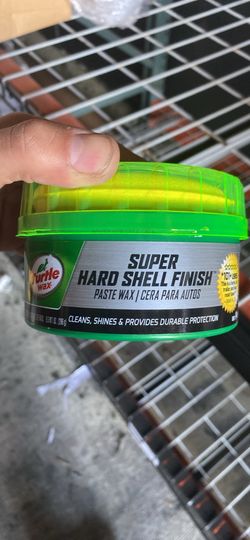 SUPER
HARD SHELL FINISH
PASTE WAX | CERA PARA AUTOS
Turtle
WAX
CLEANS, SHINES & PROVIDES DURABLE PROTECTION